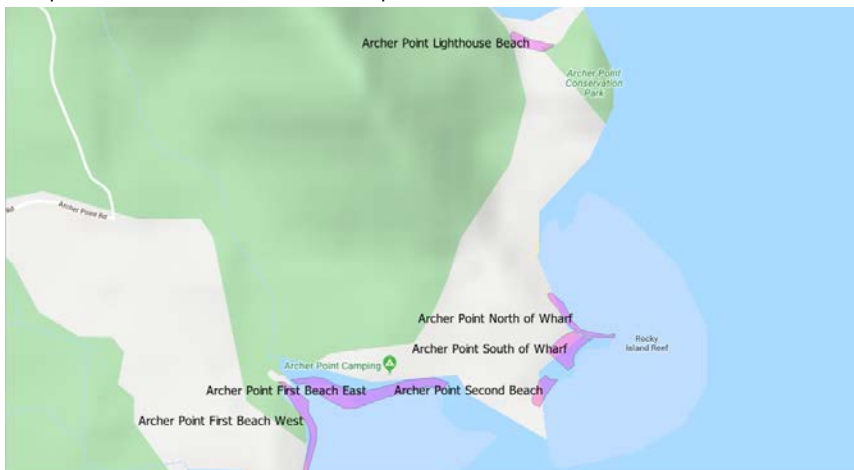 Archer Point Lighthouse Beach
Archer Point
Conservation
Park
Archer Point Rd
Archer Point North of Wharf
Archer Point South of Wharf
Rocky
Island Reef
Archer Point Camping
Archer Point First Beach East
Archer Point Second Beach
Archer Point First Beach West